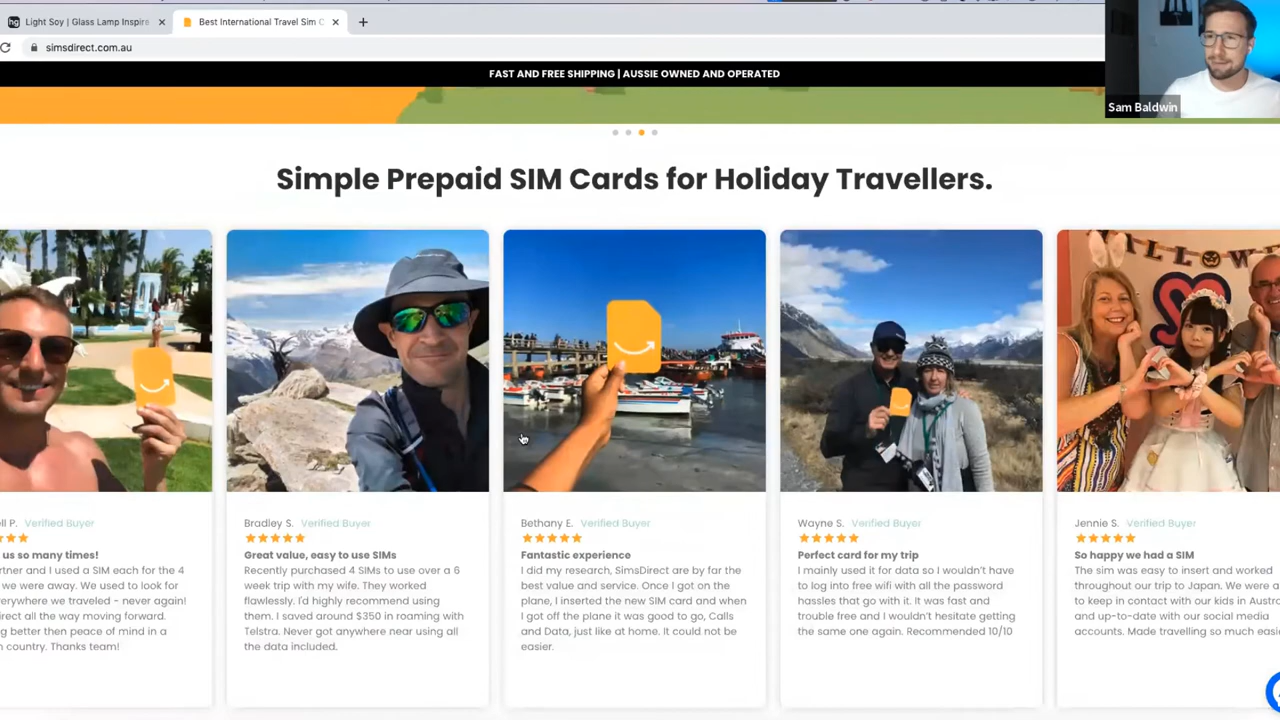 Light Soy | Glass Lamp Inspire
Best International Travel Sim C
simsdirect.com.au
FAST AND FREE SHIPPING | AUSSIE OWNED AND OPERATED
Sam Baldwin
Simple Prepaid SIM Cards for Holiday Travellers.
P. Verified Buyer
us so many times!
and I used a SIM each for the 4
we were away. We used to look for
we traveled - never again!
all the way moving forward.
better then peace of mind in a
country. Thanks team!
Bradley S. Verified Buyer
Great value, easy to use SIMs
Recently purchased 4 SIMs to use over a 6
week trip with my wife. They worked
flawlessly. I'd highly recommend using
them. I saved around $350 in roaming with
Telstra. Never got anywhere near using all
the data included.
Bethany E. Verified Buyer
Fantastic experience
I did my research, SimsDirect are by far the
best value and service. Once I got on the
plane, I inserted the new SIM card and when
I got off the plane it was good to go, Calls
and Data, just like at home. It could not be
easier.
Wayne S. Verified Buyer
Perfect card for my trip
I mainly used it for data so I wouldn't have
to log into free wifi with all the password
hassles that go with it. It was fast and
trouble free and I wouldn't hesitate getting
the same one again. Recommended 10/10
Jennie S. Verified Buyer
So happy we had a SIM
The sim was easy to insert and worked
throughout our trip to Japan. We were a
to keep in contact with our kids in Austra
and up-to-date with our social media
accounts. Made travelling so much easi